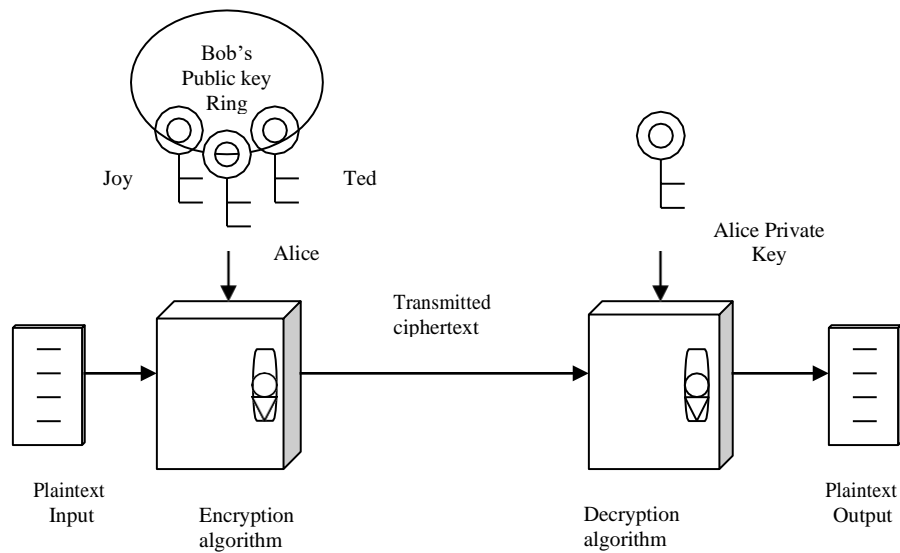 Bob's
Public key
Ring
Joy
Ted
Alice
Alice Private
Key
Transmitted
ciphertext
Plaintext
Input
Encryption
algorithm
Decryption
algorithm
Plaintext
Output